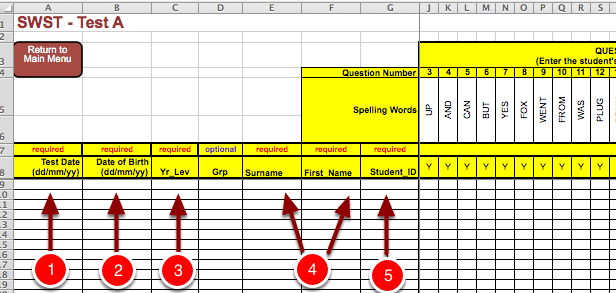 A B C D E F G J K L M N O P Q R S
1 SWST - Test A
2
Return to
Main Menu
QUES
3 (Enter the student's
4 Question Number 3 4 5 6 7 8 9 10 11 12
5 Spelling Words UP AND CAN BUT YES FOX WENT FROM WAS PLUG
6
7 required required required optional required required required
Test Date Date of Birth
8 (dd/mm/yy) (dd/mm/yy) Yr_Lev Grp Surname First_Name Student_ID Y Y Y Y Y Y Y Y Y Y
9
1 2 3 4 5